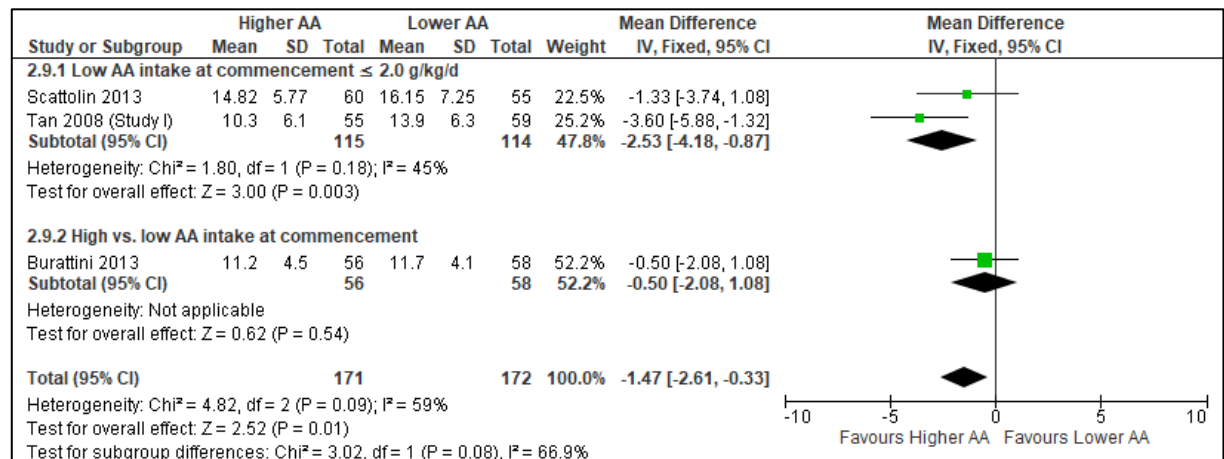 Higher AA Lower AA Mean Difference Mean Difference
Study or Subgroup Mean SD Total Mean SD Total Weight IV, Fixed, 95% CI IV, Fixed, 95% CI
2.9.1 Low AA intake at commencement ≤ 2.0 g/kg/d
Scattolin 2013 14.82 5.77 60 16.15 7.25 55 22.5% -1.33 [-3.74, 1.08]
Tan 2008 (Study I) 10.3 6.1 55 13.9 6.3 59 25.2% -3.60 [-5.88, -1.32]
Subtotal (95% CI) 115 114 47.8% -2.53 [-4.18, -0.87]
Heterogeneity: Chi² = 1.80, df = 1 (P = 0.18); I² = 45%
Test for overall effect: Z = 3.00 (P = 0.003)
2.9.2 High vs. low AA intake at commencement
Burattini 2013 11.2 4.5 56 11.7 4.1 58 52.2% -0.50 [-2.08, 1.08]
Subtotal (95% CI) 56 58 52.2% -0.50 [-2.08, 1.08]
Heterogeneity: Not applicable
Test for overall effect: Z = 0.62 (P = 0.54)
Total (95% CI) 171 172 100.0% -1.47 [-2.61, -0.33]
Heterogeneity: Chi² = 4.82, df = 2 (P = 0.09); I² = 59%
Test for overall effect: Z = 2.52 (P = 0.01)
Test for subgroup differences: Chi² = 3.02, df = 1 (P = 0.08), I² = 66.9%
-10 -5 0 5 10
Favours Higher AA Favours Lower AA